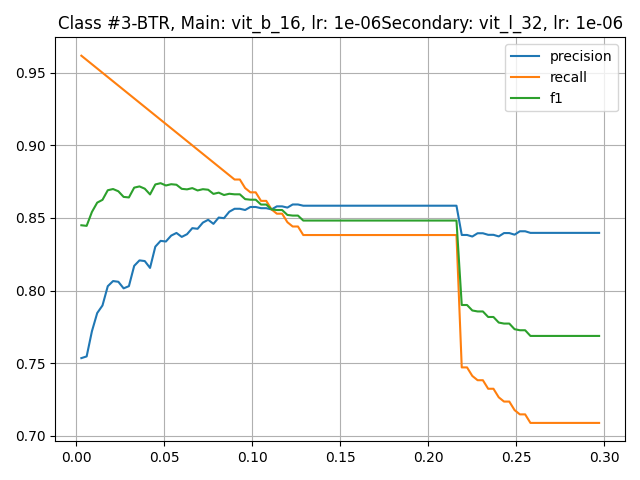 Class #3-BTR, Main: vit_b_16, lr: 1e-06Secondary: vit_l_32, lr: 1e-06
precision
recall
f1
0.95
0.90
0.85
0.80
0.75
0.70
0.00 0.05 0.10 0.15 0.20 0.25 0.30